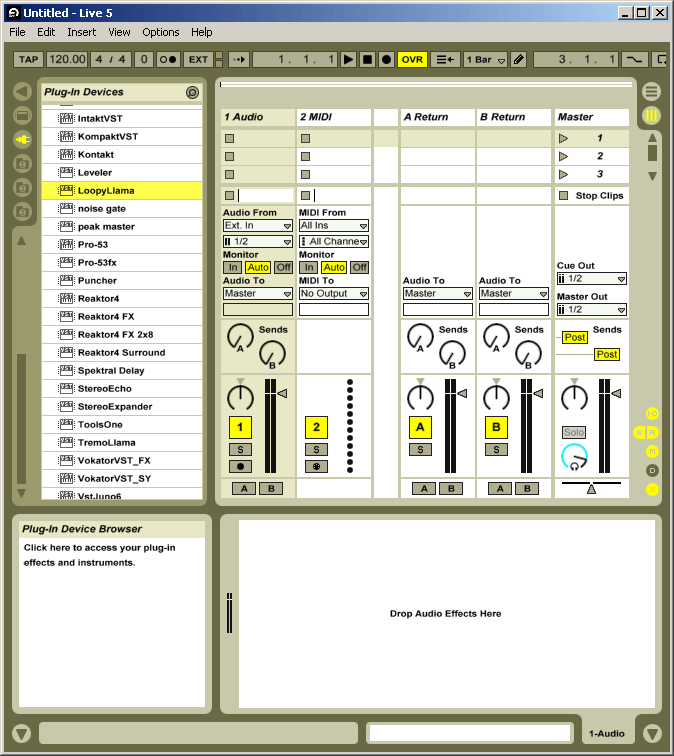 Untitled - Live 5
File Edit Insert View Options Help
TAP 120.00 4 / 4 0 EXT 1. 1. 1 OVR 1 Bar 3. 1. 1
Plug-In Devices
IntaktVST
KompaktVST
Kontakt
Leveler
LoopyLlama
noise gate
peak master
Pro-53
Pro-53fx
Puncher
Reaktor4
Reaktor4 FX
Reaktor4 FX 2x8
Reaktor4 Surround
Spektral Delay
StereoEcho
StereoExpander
ToolsOne
TremoLlama
VokatorVST_FX
VokatorVST_SY
VstJuno6
1 Audio 2 MIDI A Return B Return Master
1
2
3
Stop Clips
Audio From MIDI From
Ext. In All Ins
1/2 All Channe
Monitor Monitor
In Auto Off In Auto Off
Audio To MIDI To Audio To Audio To
Master No Output Master Master
Cue Out
1/2
Master Out
1/2
Sends Sends Sends Sends
A B A B A B Post Post
1 2 A B Solo
S S S S
A B A B A B
D
Plug-In Device Browser
Click here to access your plug-in
effects and instruments.
Drop Audio Effects Here
1-Audio